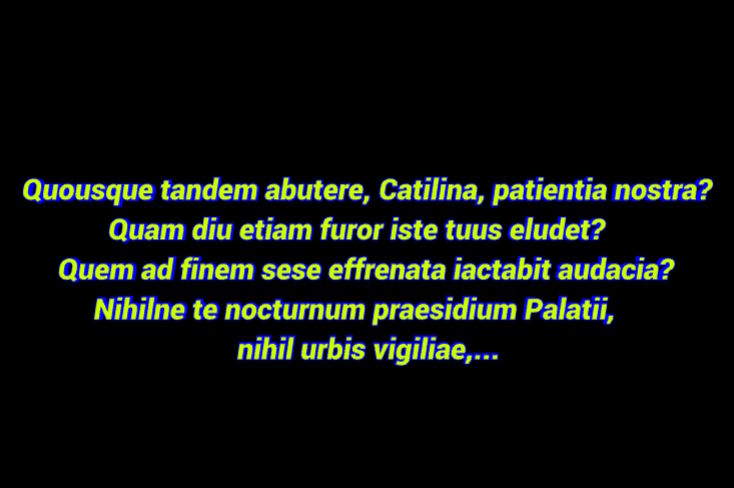 Quousque tandem abutere, Catilina, patientia nostra?
Quam diu etiam furor iste tuus eludet?
Quem ad finem sese effrenata iactabit audacia?
Nihilne te nocturnum praesidium Palatii,
nihil urbis vigiliae,...